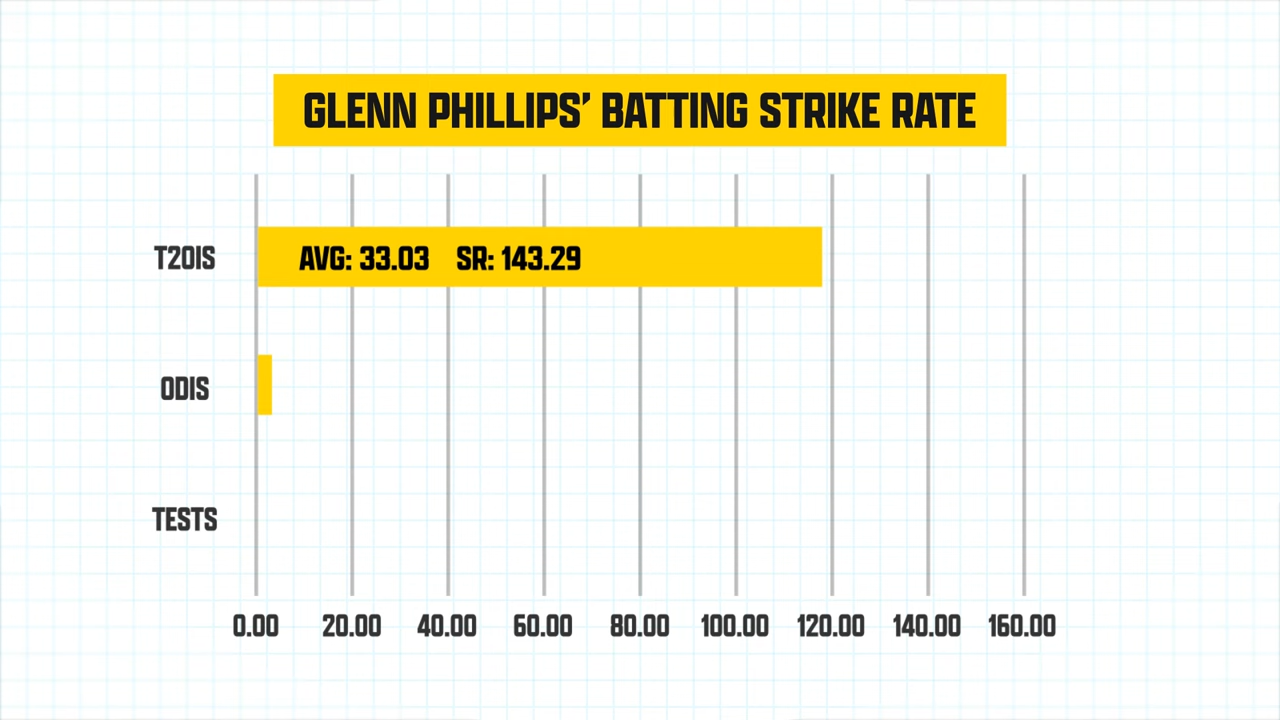 GLENN PHILLIPS’ BATTING STRIKE RATE
T20IS
AVG: 33.03 SR: 143.29
ODIS
TESTS
0.00 20.00 40.00 60.00 80.00 100.00 120.00 140.00 160.00